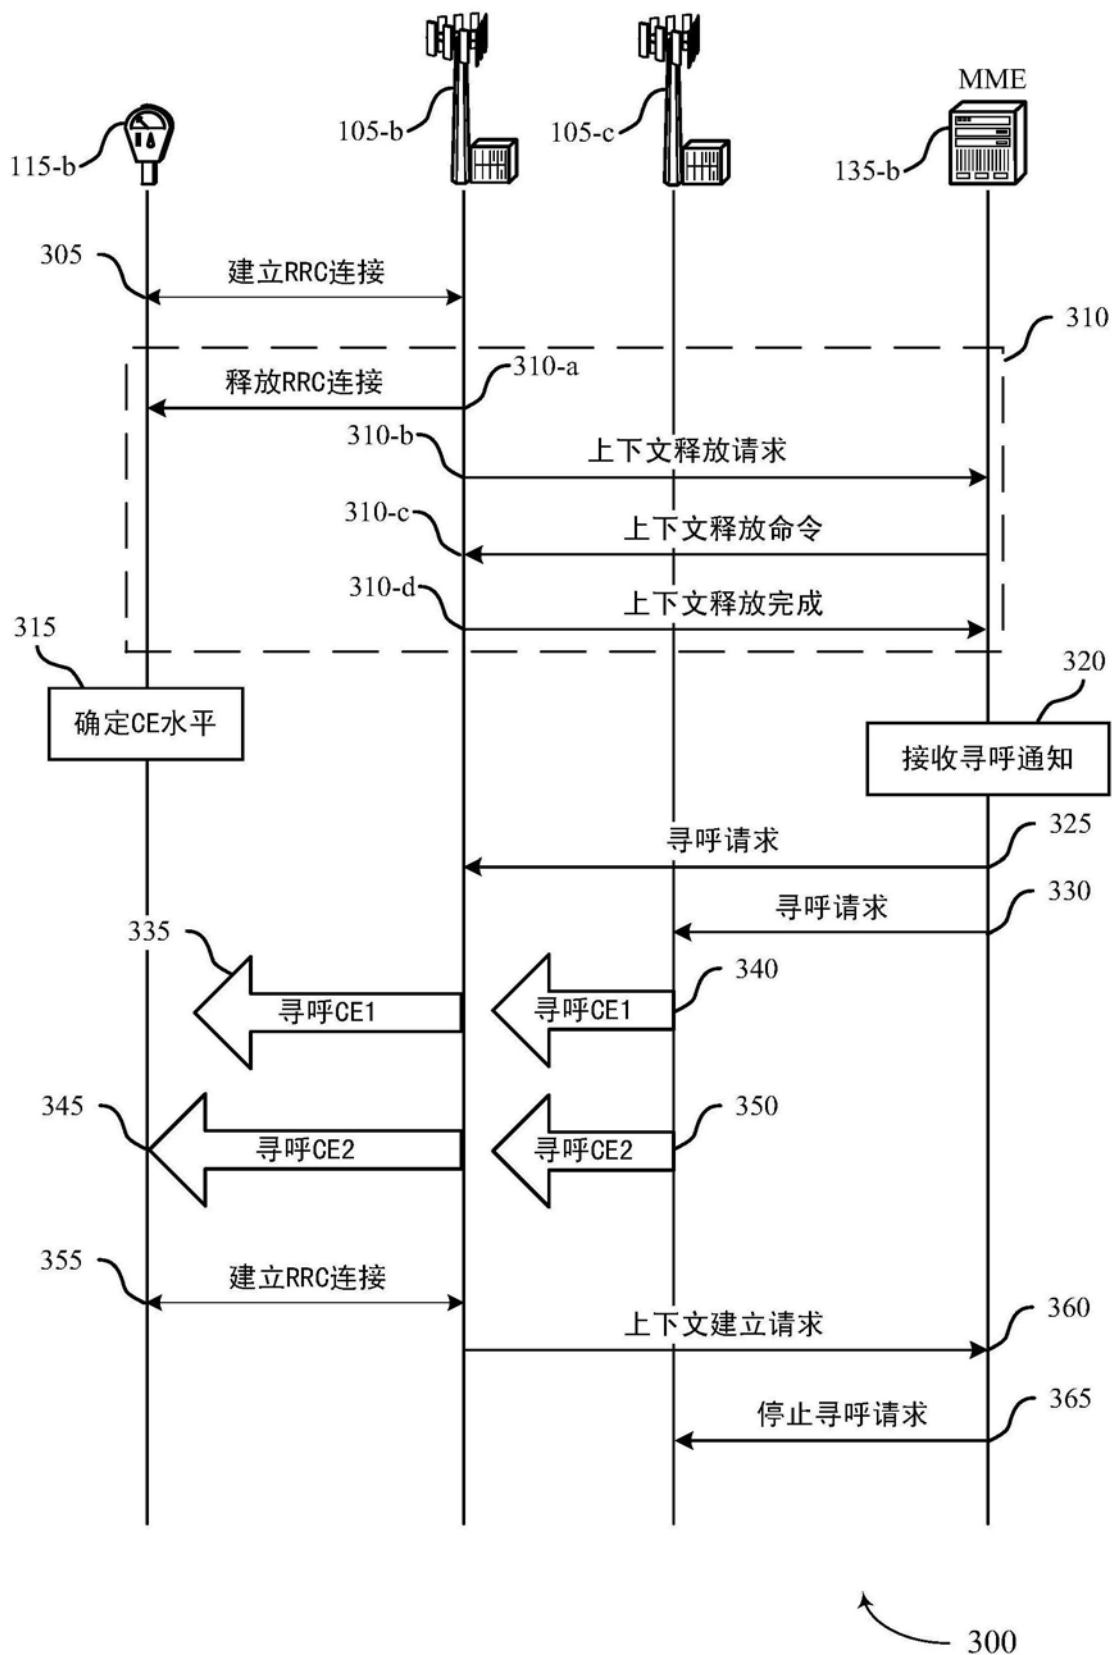 MME
115-b
105-b
105-c
135-b
305
建立RRC连接
310
释放RRC连接
310-a
310-b
上下文释放请求
310-c
上下文释放命令
310-d
上下文释放完成
315
确定CE水平
320
接收寻呼通知
寻呼请求
325
寻呼请求
330
335
寻呼CE1
寻呼CE1
340
345
寻呼CE2
寻呼CE2
350
355
建立RRC连接
上下文建立请求
360
停止寻呼请求
365
300